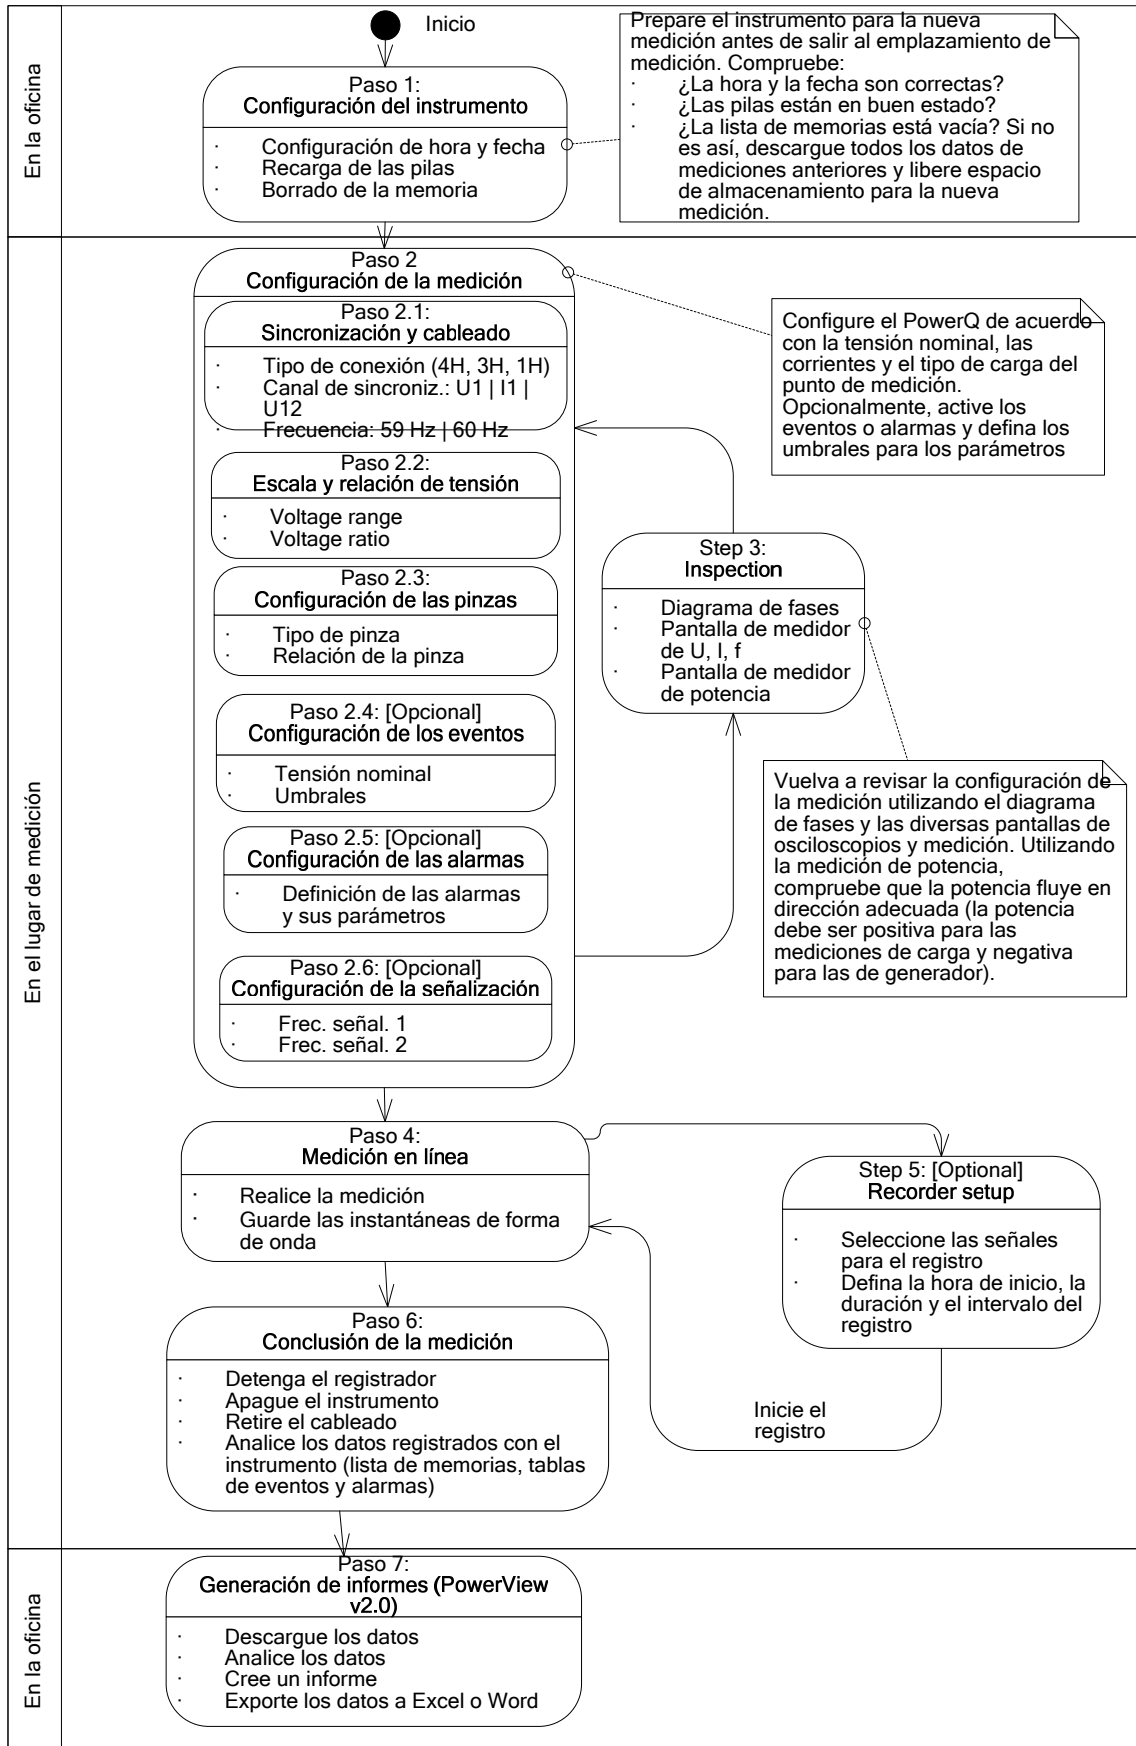 En la oficina
Inicio
Paso 1:
Configuración del instrumento
· Configuración de hora y fecha
· Recarga de las pilas
· Borrado de la memoria
Prepare el instrumento para la nueva
medición antes de salir al emplazamiento de
medición. Compruebe:
· ¿La hora y la fecha son correctas?
· ¿Las pilas están en buen estado?
· ¿La lista de memorias está vacía? Si no
es así, descargue todos los datos de
mediciones anteriores y libere espacio
de almacenamiento para la nueva
medición.
En el lugar de medición
Paso 2
Configuración de la medición
Paso 2.1:
Sincronización y cableado
· Tipo de conexión (4H, 3H, 1H)
· Canal de sincroniz.: U1 | I1 |
U12
· Frecuencia: 59 Hz | 60 Hz
Paso 2.2:
Escala y relación de tensión
· Voltage range
· Voltage ratio
Paso 2.3:
Configuración de las pinzas
· Tipo de pinza
· Relación de la pinza
Paso 2.4: [Opcional]
Configuración de los eventos
· Tensión nominal
· Umbrales
Paso 2.5: [Opcional]
Configuración de las alarmas
· Definición de las alarmas
y sus parámetros
Paso 2.6: [Opcional]
Configuración de la señalización
· Frec. señal. 1
· Frec. señal. 2
Configure el PowerQ de acuerdo
con la tensión nominal, las
corrientes y el tipo de carga del
punto de medición.
Opcionalmente, active los
eventos o alarmas y defina los
umbrales para los parámetros
Step 3:
Inspection
· Diagrama de fases
· Pantalla de medidor
de U, I, f
· Pantalla de medidor
de potencia
Vuelva a revisar la configuración de
la medición utilizando el diagrama
de fases y las diversas pantallas de
osciloscopios y medición. Utilizando
la medición de potencia,
compruebe que la potencia fluye en
dirección adecuada (la potencia
debe ser positiva para las
mediciones de carga y negativa
para las de generador).
Paso 4:
Medición en línea
· Realice la medición
· Guarde las instantáneas de forma
de onda
Step 5: [Optional]
Recorder setup
· Seleccione las señales
para el registro
· Defina la hora de inicio, la
duración y el intervalo del
registro
Inicie el
registro
Paso 6:
Conclusión de la medición
· Detenga el registrador
· Apague el instrumento
· Retire el cableado
· Analice los datos registrados con el
instrumento (lista de memorias, tablas
de eventos y alarmas)
En la oficina
Paso 7:
Generación de informes (PowerView
v2.0)
· Descargue los datos
· Analice los datos
· Cree un informe
· Exporte los datos a Excel o Word